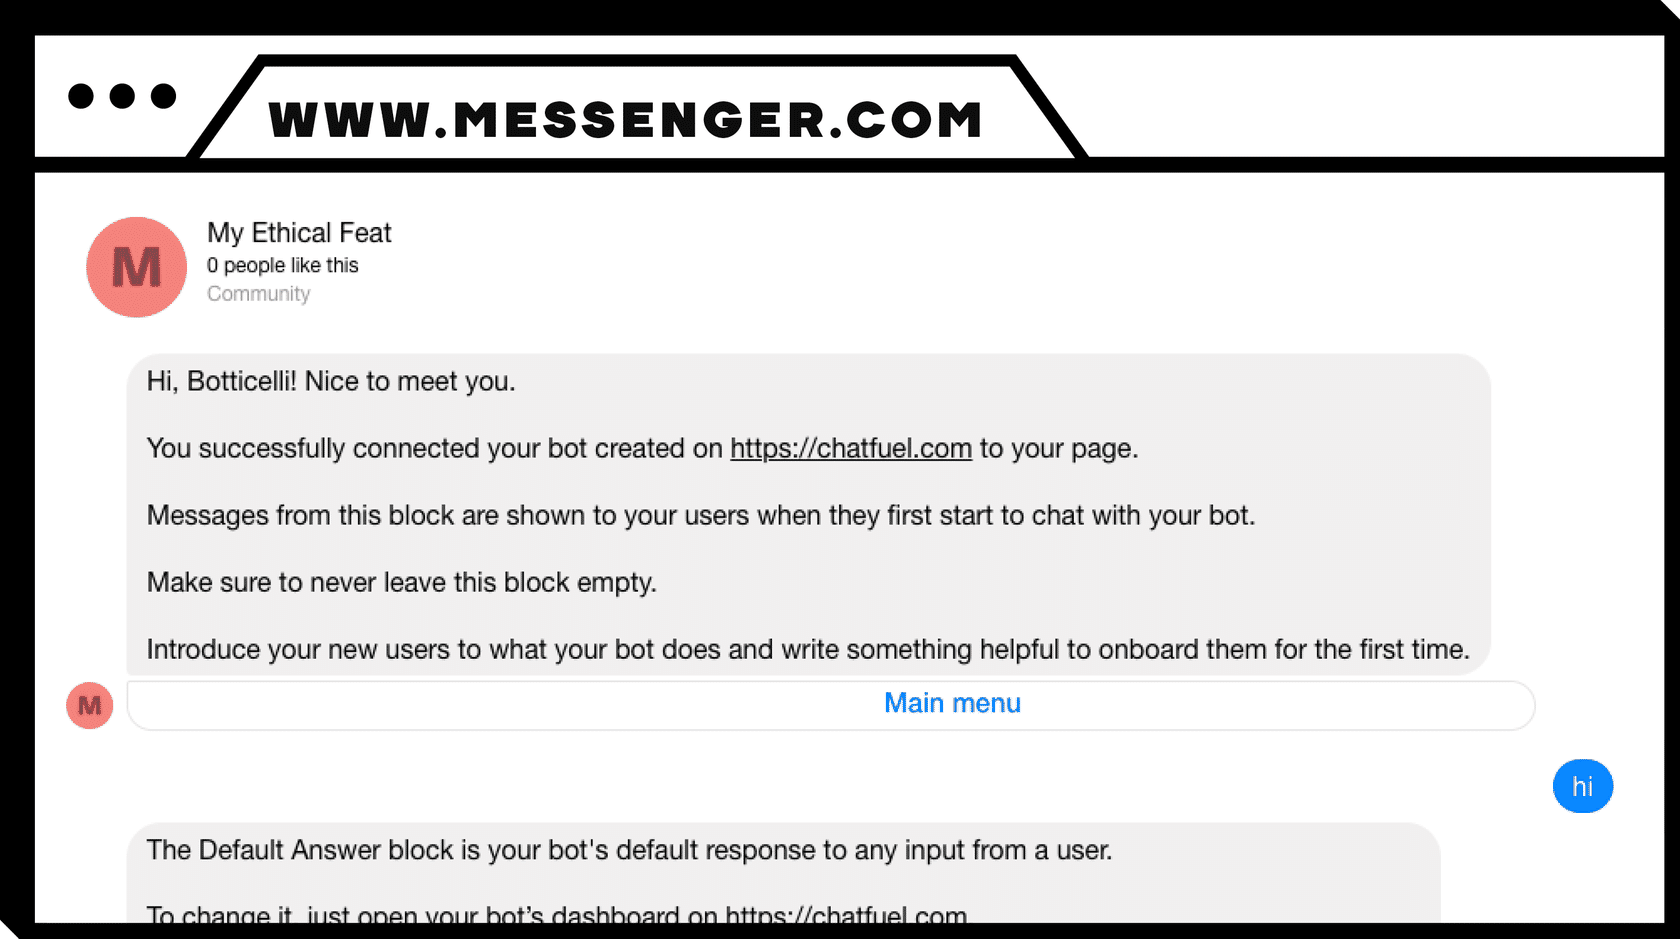 WWW.MESSENGER.COM
M
My Ethical Feat
0 people like this
Community
Hi, Botticelli! Nice to meet you.
You successfully connected your bot created on https://chatfuel.com to your page.
Messages from this block are shown to your users when they first start to chat with your bot.
Make sure to never leave this block empty.
Introduce your new users to what your bot does and write something helpful to onboard them for the first time.
M
Main menu
hi
The Default Answer block is your bot's default response to any input from a user.
To change it, just open your bot’s dashboard on https://chatfuel.com